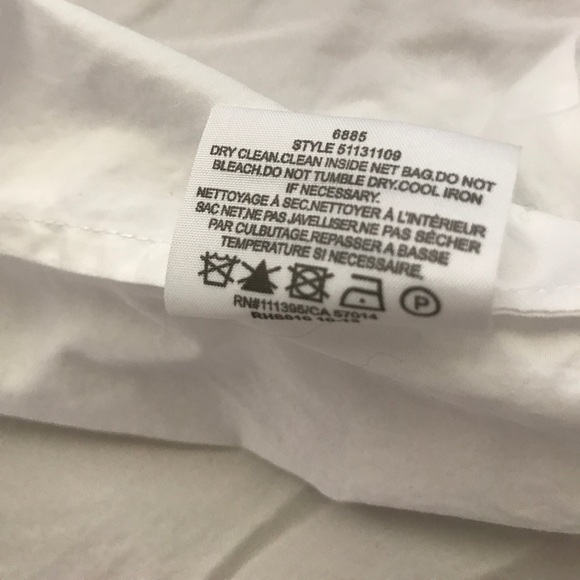 6885
STYLE 51131109
DRY CLEAN.CLEAN INSIDE NET BAG.DO NOT
BLEACH.DO NOT TUMBLE DRY.COOL IRON
IF NECESSARY.
NETTOYAGE À SEC.NETTOYER À L'INTÉRIEUR
SAC NET.NE PAS JAVELLISER.NE PAS SÉCHER
PAR CULBUTAGE.REPASSER A BASSE
TEMPERATURE SI NECESSAIRE.
P
RN#111395/CA 57014